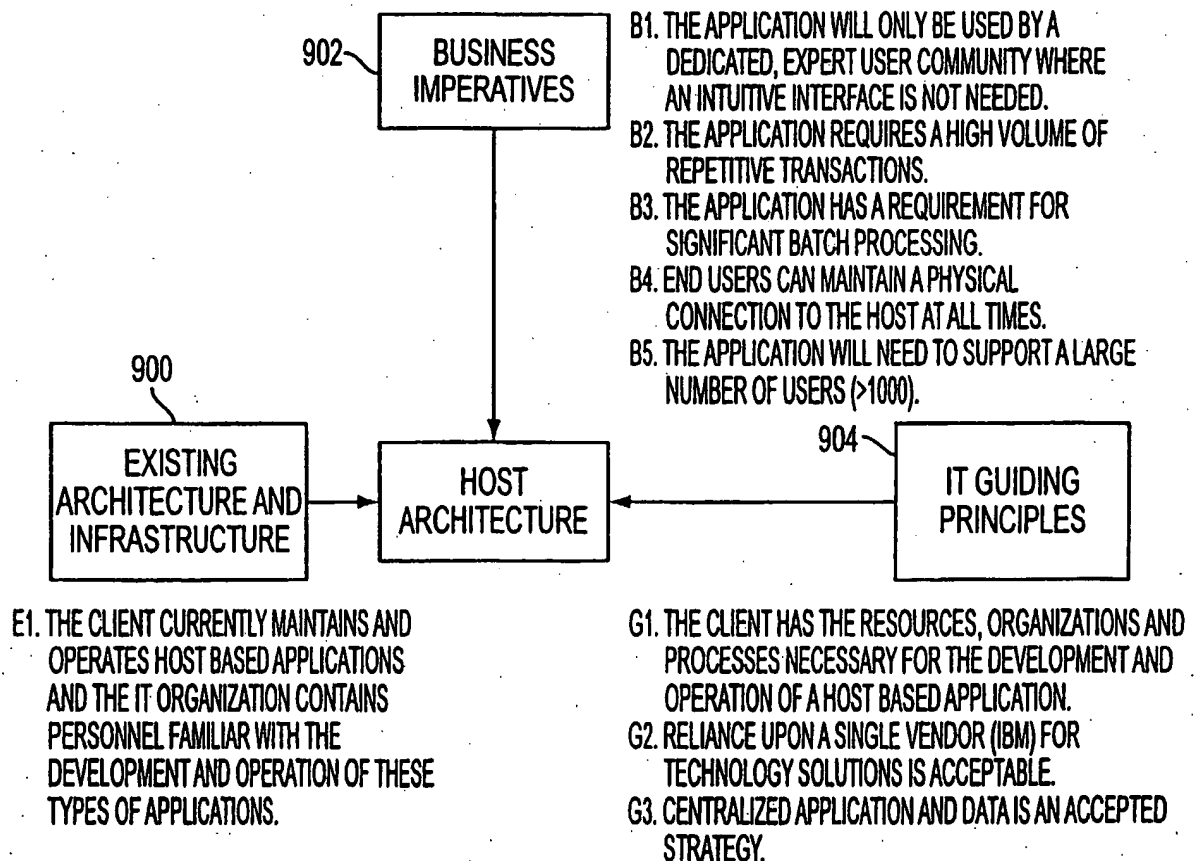 902
BUSINESS
IMPERATIVES
B1. THE APPLICATION WILL ONLY BE USED BY A
DEDICATED, EXPERT USER COMMUNITY WHERE
AN INTUITIVE INTERFACE IS NOT NEEDED.
B2. THE APPLICATION REQUIRES A HIGH VOLUME OF
REPETITIVE TRANSACTIONS.
B3. THE APPLICATION HAS A REQUIREMENT FOR
SIGNIFICANT BATCH PROCESSING.
B4. END USERS CAN MAINTAIN A PHYSICAL
CONNECTION TO THE HOST AT ALL TIMES.
B5. THE APPLICATION WILL NEED TO SUPPORT A LARGE
NUMBER OF USERS (>1000).
900
EXISTING
ARCHITECTURE AND
INFRASTRUCTURE
HOST
ARCHITECTURE
904
IT GUIDING
PRINCIPLES
E1. THE CLIENT CURRENTLY MAINTAINS AND
OPERATES HOST BASED APPLICATIONS
AND THE IT ORGANIZATION CONTAINS
PERSONNEL FAMILIAR WITH THE
DEVELOPMENT AND OPERATION OF THESE
TYPES OF APPLICATIONS.
G1. THE CLIENT HAS THE RESOURCES, ORGANIZATIONS AND
PROCESSES NECESSARY FOR THE DEVELOPMENT AND
OPERATION OF A HOST BASED APPLICATION.
G2. RELIANCE UPON A SINGLE VENDOR (IBM) FOR
TECHNOLOGY SOLUTIONS IS ACCEPTABLE.
G3. CENTRALIZED APPLICATION AND DATA IS AN ACCEPTED
STRATEGY.